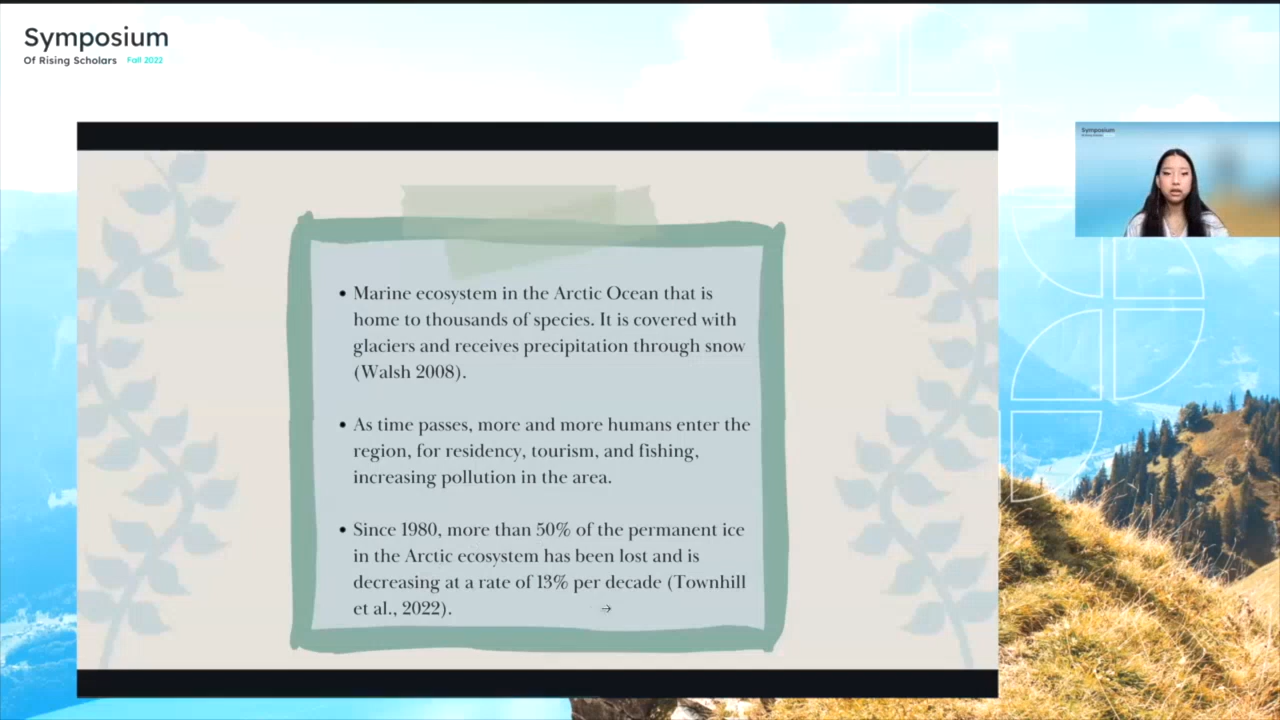 Symposium
Of Rising Scholars Fall 2022
Symposium
• Marine ecosystem in the Arctic Ocean that is
home to thousands of species. It is covered with
glaciers and receives precipitation through snow
(Walsh 2008).
• As time passes, more and more humans enter the
region, for residency, tourism, and fishing,
increasing pollution in the area.
• Since 1980, more than 50% of the permanent ice
in the Arctic ecosystem has been lost and is
decreasing at a rate of 13% per decade (Townhill
et al., 2022). →